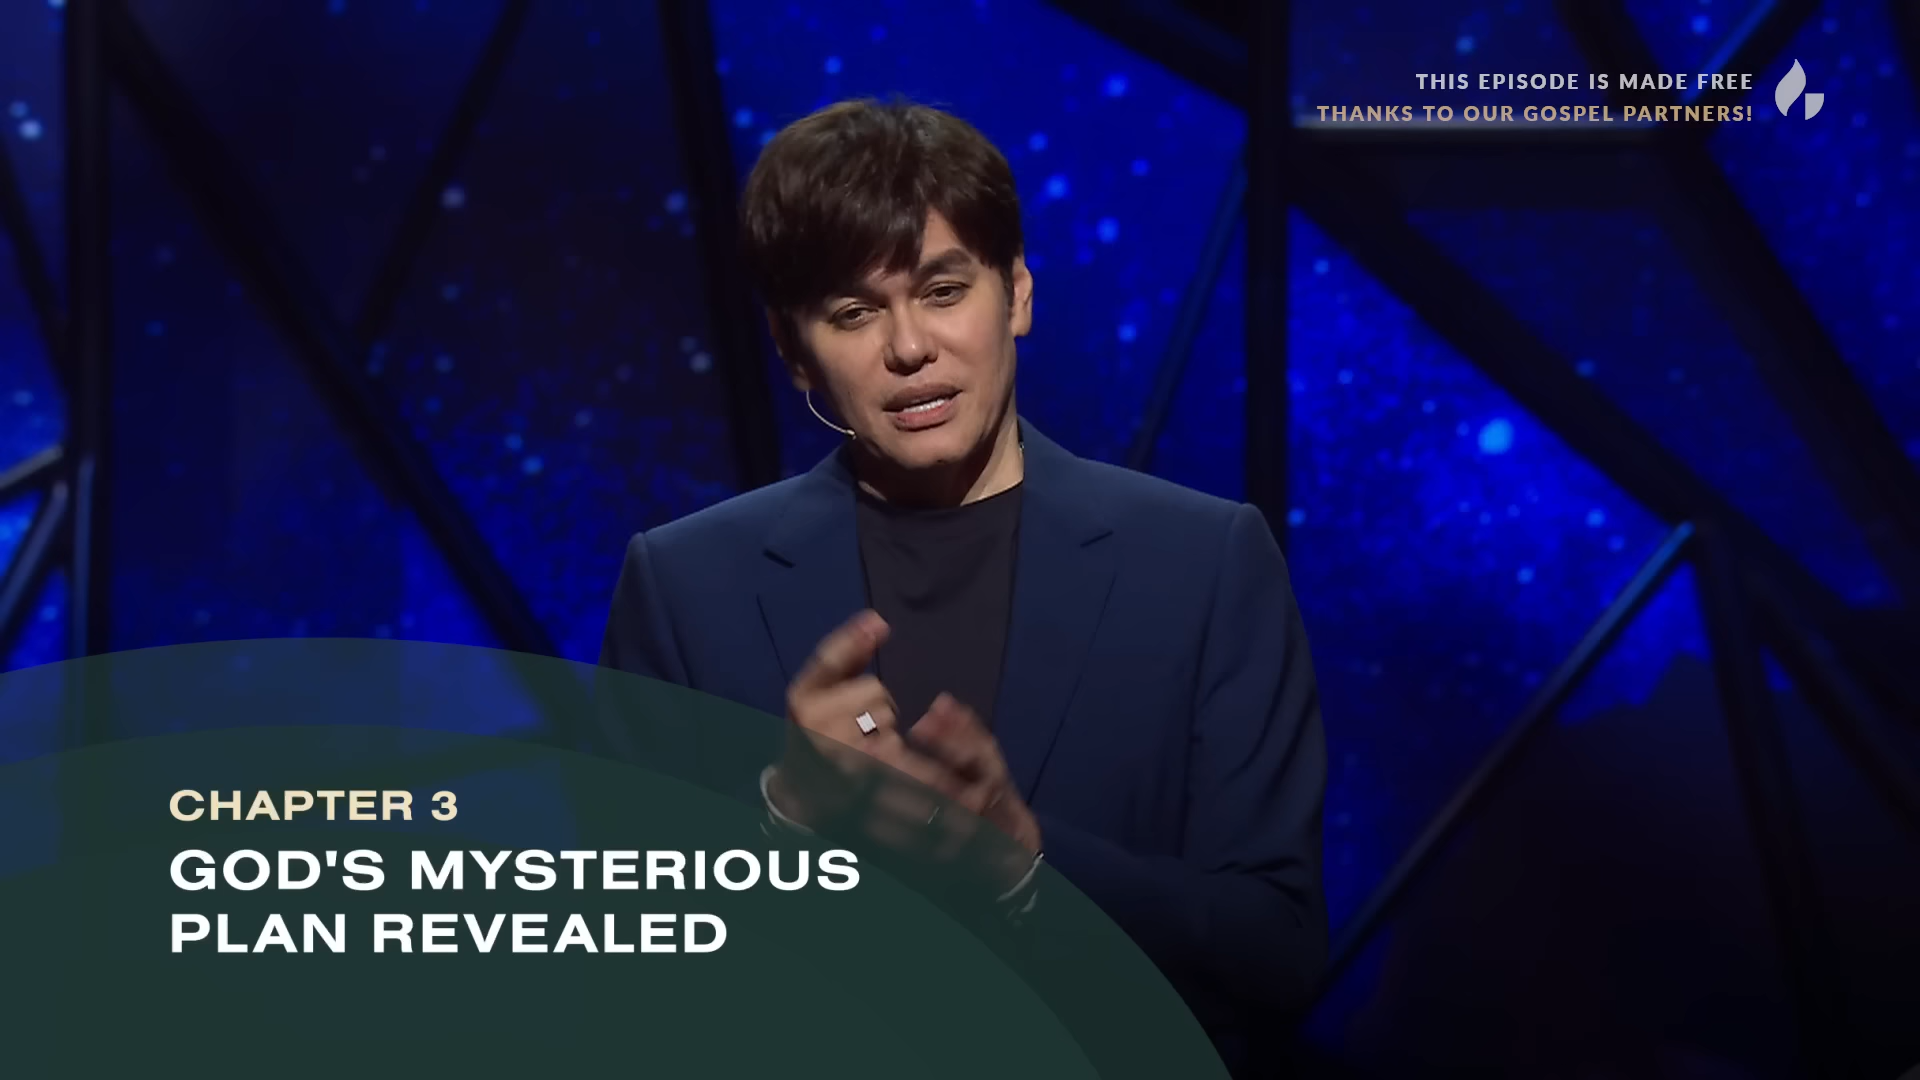 THIS EPISODE IS MADE FREE
THANKS TO OUR GOSPEL PARTNERS!
CHAPTER 3
GOD'S MYSTERIOUS
PLAN REVEALED